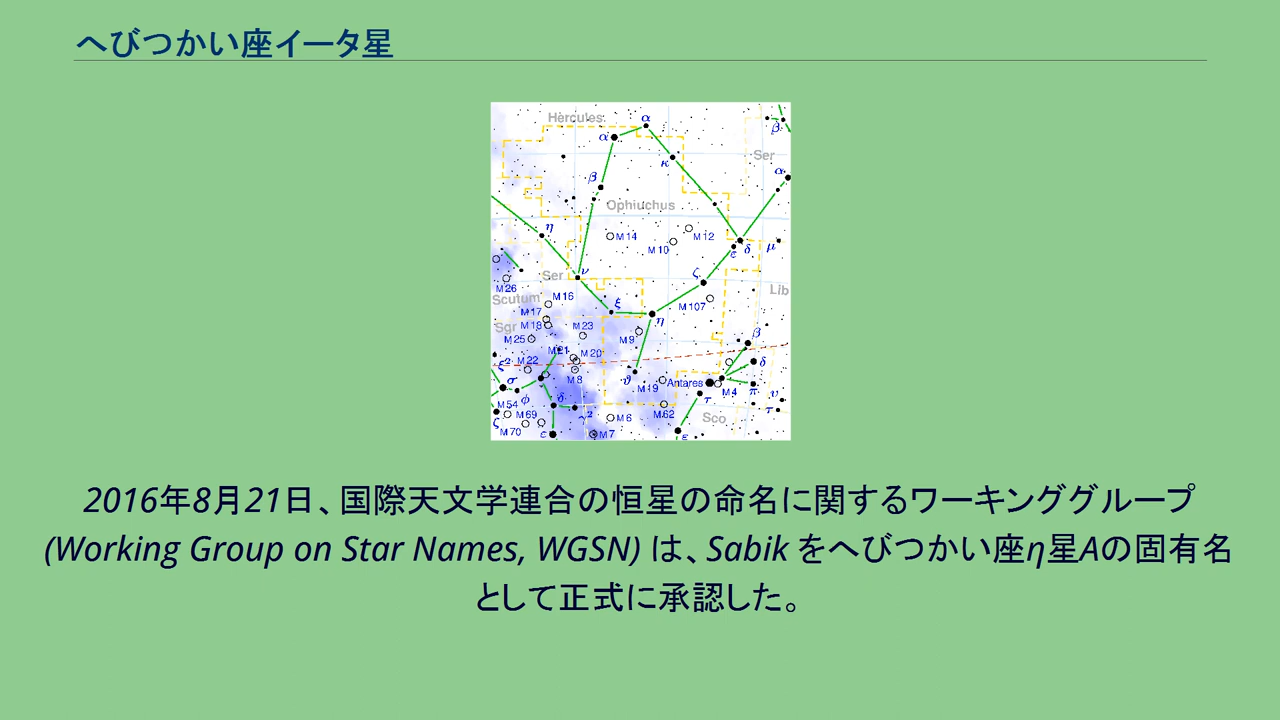 へびつかい座イータ星
Hercules
α
α
β
κ
β
Ser
α
Ophiuchus
η
M14
M12
M10
ε
δ
μ
Ser
ν
ζ
Lib
M26
Scutum
M16
ξ
M17
M107
η
Sgr
M18
M23
M25
M9
β
M21
M20
ξ²
M22
δ
σ
M8
ϑ
M19
Antares
M4
π
φ
τ
υ
M54
δ
γ²
M69
M6
M62
Sco
τ
ζ
M70
ε
M7
ε
2016年8月21日、国際天文学連合の恒星の命名に関するワーキンググループ
(Working Group on Star Names, WGSN) は、Sabik をへびつかい座η星Aの固有名
として正式に承認した。